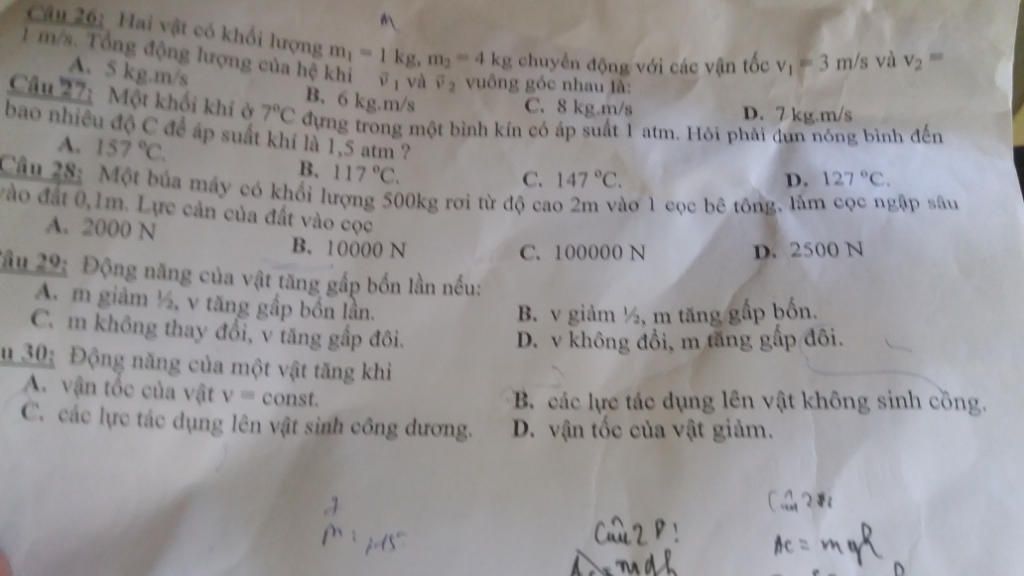 Câu 26: Hai vật có khối lượng m₁ = 1 kg, m₂ = 4 kg chuyển động với các vận tốc v₁ = 3 m/s và v₂ =
1 m/s. Tổng động lượng của hệ khi v⃗₁ và v⃗₂ vuông góc nhau là:
A. 5 kg.m/s B. 6 kg.m/s C. 8 kg.m/s D. 7 kg.m/s
Câu 27: Một khối khí ở 7°C đựng trong một bình kín có áp suất 1 atm. Hỏi phải đun nóng bình đến
bao nhiêu độ C để áp suất khí là 1,5 atm ?
A. 157 °C. B. 117 °C. C. 147 °C. D. 127 °C.
Câu 28: Một búa máy có khối lượng 500kg rơi từ độ cao 2m vào 1 cọc bê tông, làm cọc ngập sâu
vào đất 0,1m. Lực cản của đất vào cọc
A. 2000 N B. 10000 N C. 100000 N D. 2500 N
Câu 29: Động năng của vật tăng gấp bốn lần nếu:
A. m giảm ½, v tăng gấp bốn lần. B. v giảm ½, m tăng gấp bốn.
C. m không thay đổi, v tăng gấp đôi. D. v không đổi, m tăng gấp đôi.
u 30: Động năng của một vật tăng khi
A. vận tốc của vật v = const. B. các lực tác dụng lên vật không sinh công.
C. các lực tác dụng lên vật sinh công dương. D. vận tốc của vật giảm.
Câu 28:
Câu 28!
Ac = mgh
= mgh